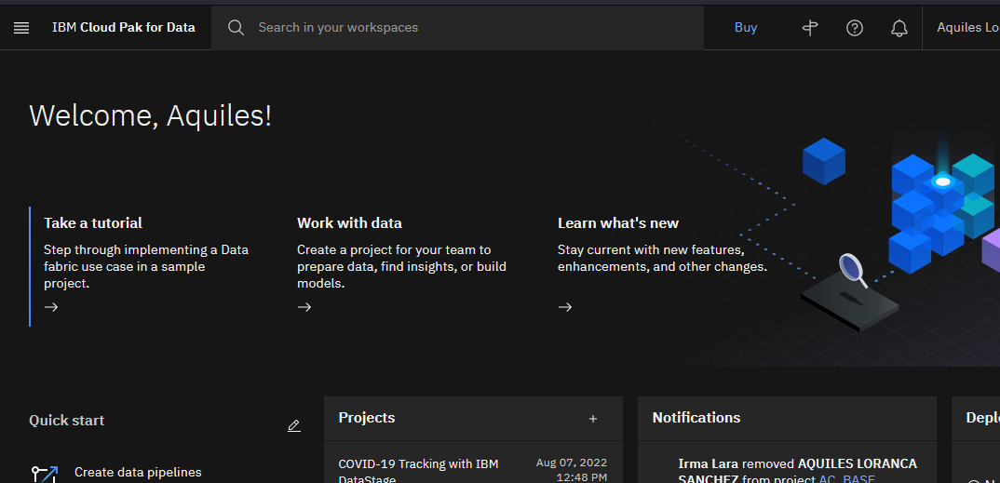 IBM Cloud Pak for Data
Search in your workspaces
Buy
Aquiles Lo
Welcome, Aquiles!
Take a tutorial
Step through implementing a Data
fabric use case in a sample
project.
Work with data
Create a project for your team to
prepare data, find insights, or build
models.
Learn what's new
Stay current with new features,
enhancements, and other changes.
Quick start
Create data pipelines
Projects
COVID-19 Tracking with IBM
DataStage
Aug 07, 2022
12:48 PM
Notifications
Irma Lara removed AQUILES LORANCA
SANCHEZ from project AC_BASE
Deplo